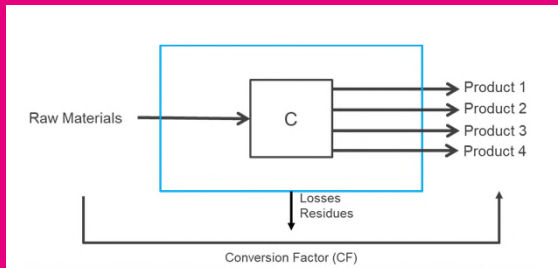 Raw Materials
C
Product 1
Product 2
Product 3
Product 4
Losses
Residues
Conversion Factor (CF)